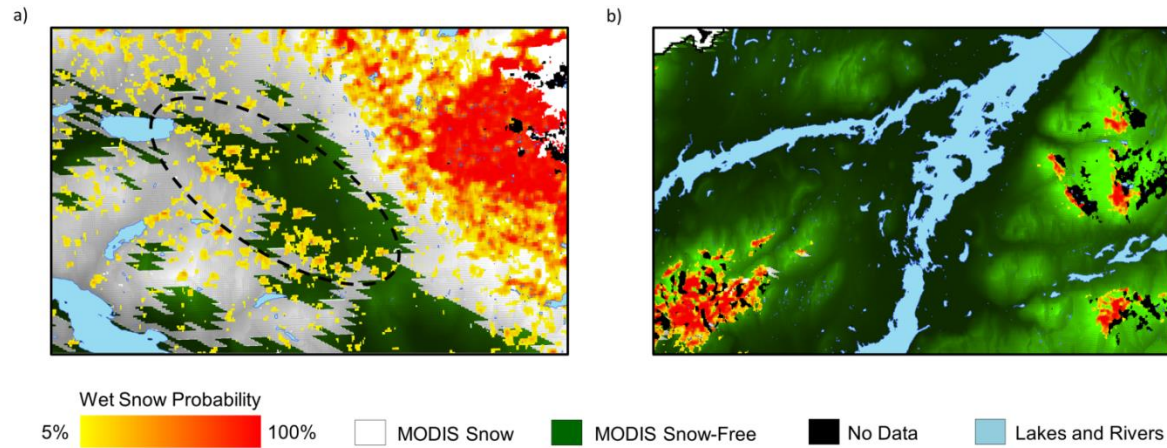 a)
b)
Wet Snow Probability
5% 100% MODIS Snow MODIS Snow-Free No Data Lakes and Rivers